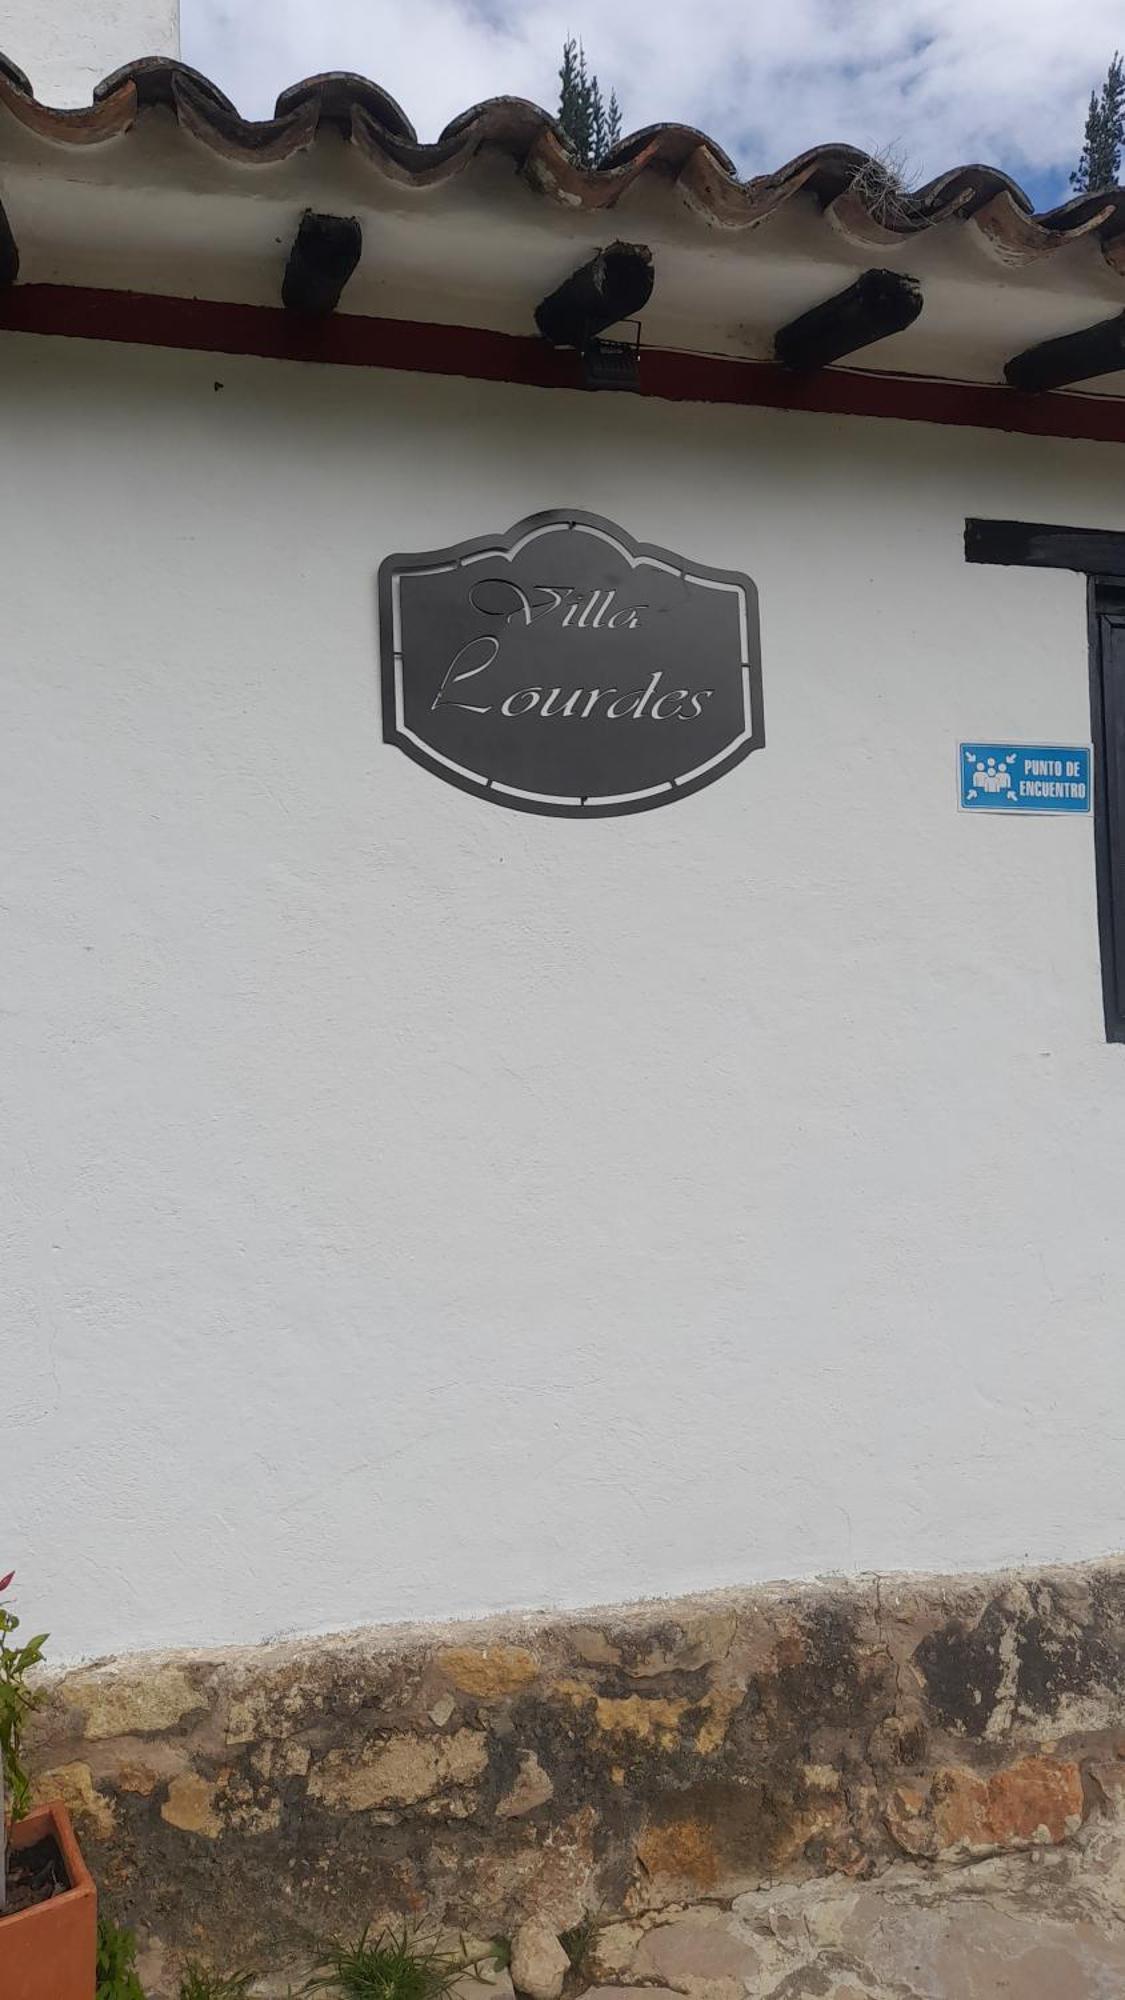 Villa
Lourdes
PUNTO DE
ENCUENTRO